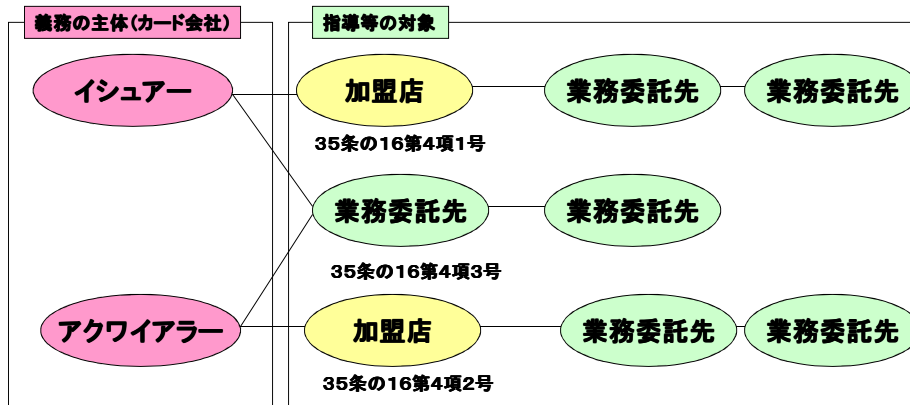 義務の主体(カード会社)
指導等の対象
イシュアー
加盟店
業務委託先
業務委託先
35条の16第4項1号
業務委託先
業務委託先
35条の16第4項3号
アクワイアラー
加盟店
業務委託先
業務委託先
35条の16第4項2号